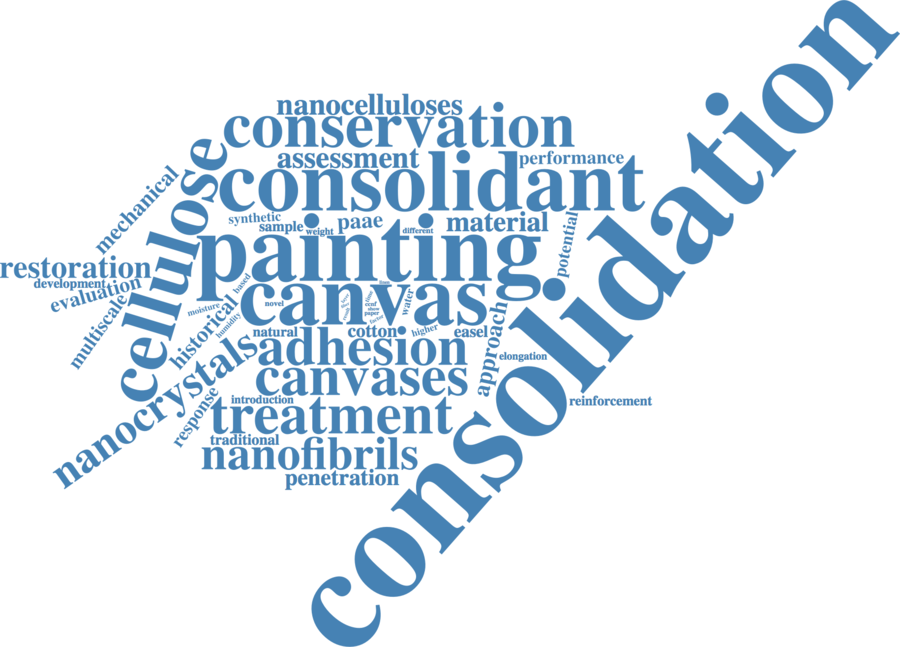 consolidation
nanocelluloses
conservation
assessment
performance
consolidant
cellulose
mechanical
synthetic
sample
weight
paae
different
material
potential
painting
restoration
development
evaluation
multiscale
canvas
based
novel
moisture
humidity
historical
water
paper
natural
cotton
higher
easel
approach
adhesion
elongation
nanocrystals
canvases
response
introduction
reinforcement
treatment
traditional
nanofibrils
penetration